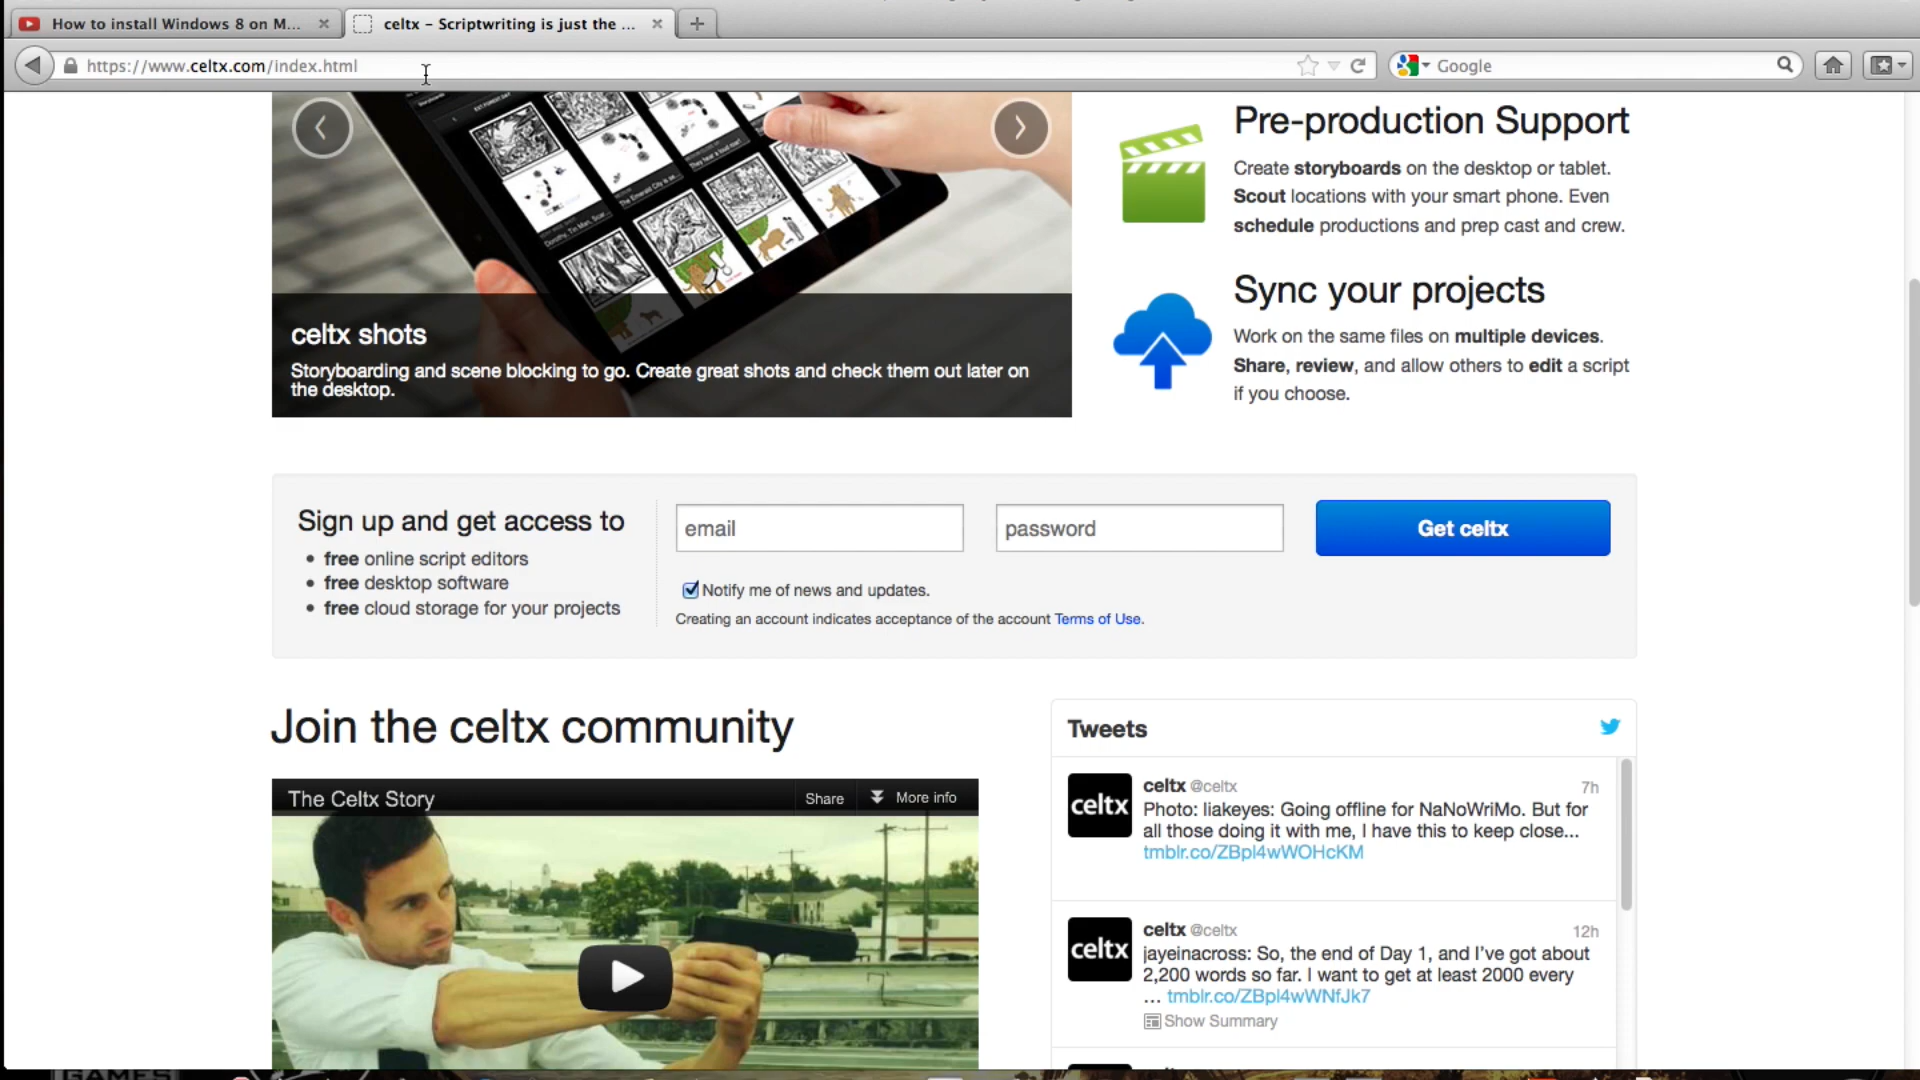 How to install Windows 8 on M...
celtx – Scriptwriting is just the ...
https://www.celtx.com/index.html
Google
celtx shots
Storyboarding and scene blocking to go. Create great shots and check them out later on
the desktop.
Pre-production Support
Create storyboards on the desktop or tablet.
Scout locations with your smart phone. Even
schedule productions and prep cast and crew.
Sync your projects
Work on the same files on multiple devices.
Share, review, and allow others to edit a script
if you choose.
Sign up and get access to
• free online script editors
• free desktop software
• free cloud storage for your projects
email
password
Get celtx
Notify me of news and updates.
Creating an account indicates acceptance of the account Terms of Use.
Join the celtx community
The Celtx Story
Share
More info
Tweets
celtx
celtx @celtx 7h
Photo: liakeyes: Going offline for NaNoWriMo. But for
all those doing it with me, I have this to keep close...
tmblr.co/ZBpl4wWOHcKM
celtx
celtx @celtx 12h
jayeinacross: So, the end of Day 1, and I've got about
2,200 words so far. I want to get at least 2000 every
... tmblr.co/ZBpl4wWNfJk7
Show Summary
GAMES